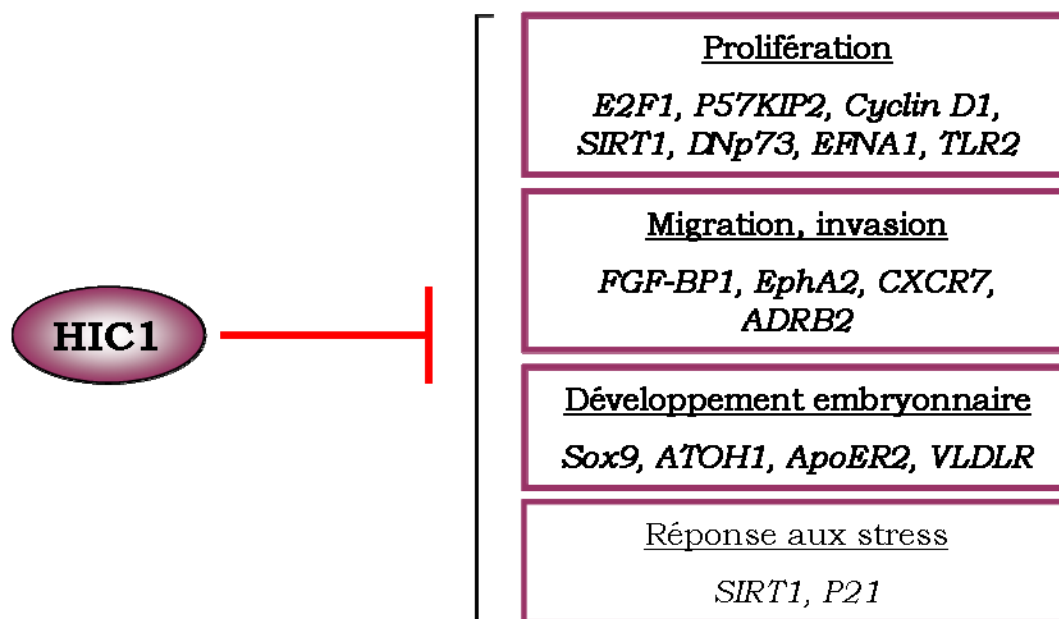 Prolifération
E2F1, P57KIP2, Cyclin D1,
SIRT1, DNp73, EFNA1, TLR2
Migration, invasion
FGF-BP1, EphA2, CXCR7,
ADRB2
HIC1
Développement embryonnaire
Sox9, ATOH1, ApoER2, VLDLR
Réponse aux stress
SIRT1, P21